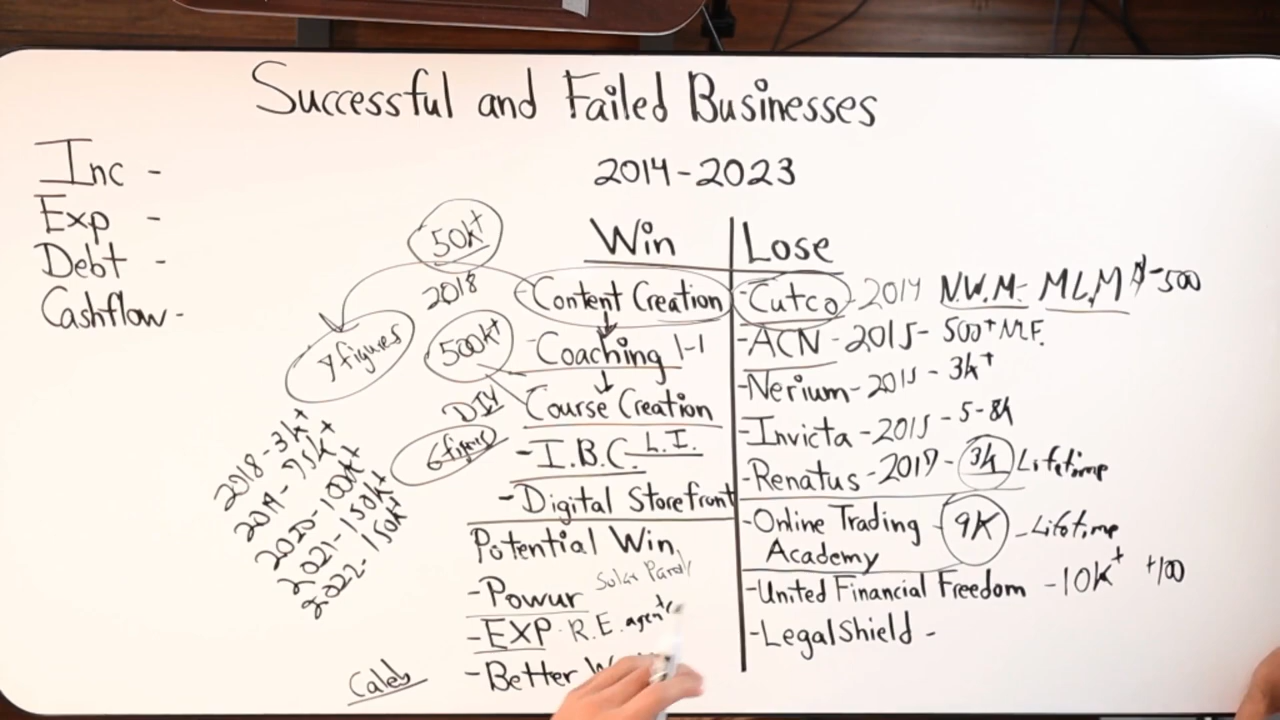 Successful and Failed Businesses
2014-2023
Inc -
Exp -
Debt -
Cashflow -
50k+
2018
7 figures
500k+
DIY
6 figure
2018 - 3k+
2019 - 75k+
2020 - 100k+
2021 - 150k+
2022 - 150k+
Caleb
Win
Content Creation
- Coaching 1-1
Course Creation
- I.B.C. L.I.
- Digital Storefront
Potential Win
- Powur Solar Panel
- EXP - R.E. agent
- Better
Lose
- Cutco - 2014 N.W.M - MLM $-500
- ACN - 2015 - 500+
- Nerium - 2015 - 3k+
- Invicta - 2015 - 5-8k
- Renatus - 2017 - 3k Lifetime
- Online Trading Academy - 9K - Lifetime
- United Financial Freedom - 10k+ +100
- LegalShield -